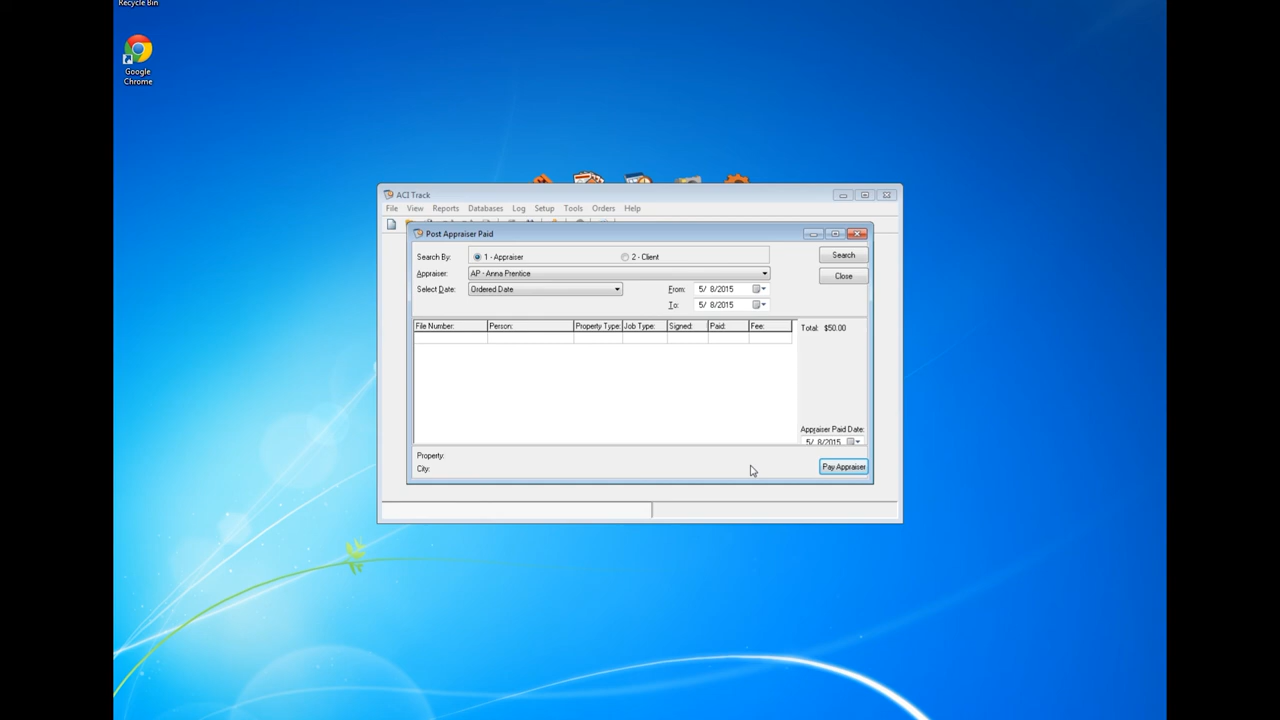 Recycle Bin
Google
Chrome
ACI Track
File View Reports Databases Log Setup Tools Orders Help
Post Appraiser Paid
Search By: 1 - Appraiser 2 - Client Search
Appraiser: AP - Anna Prentice Close
Select Date: Ordered Date From: 5/ 8/2015
To: 5/ 8/2015
File Number: Person: Property Type: Job Type: Signed: Paid: Fee: Total: $50.00
Appraiser Paid Date:
5/ 8/2015
Property:
City: Pay Appraiser